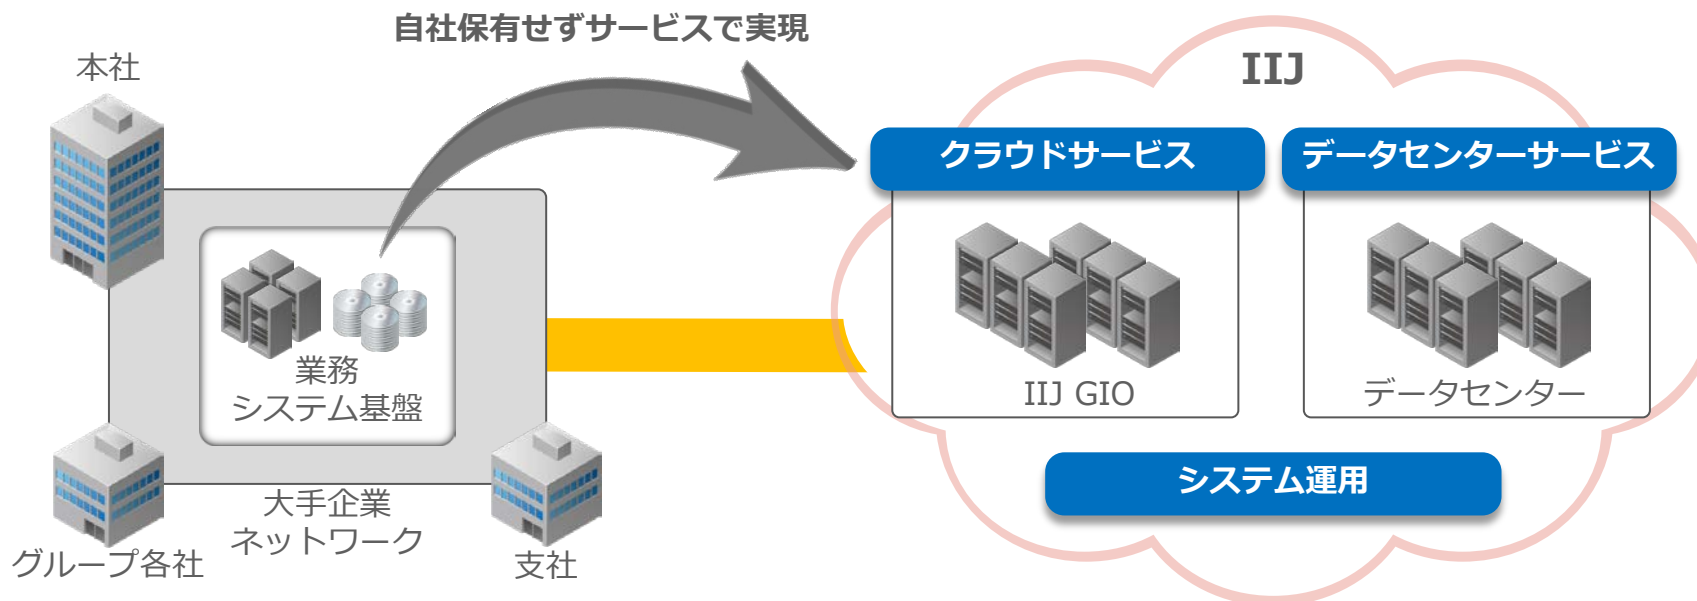 自社保有せずサービスで実現
本社
IIJ
クラウドサービス
データセンターサービス
業務
システム基盤
IIJ GIO
データセンター
システム運用
大手企業
ネットワーク
グループ各社
支社